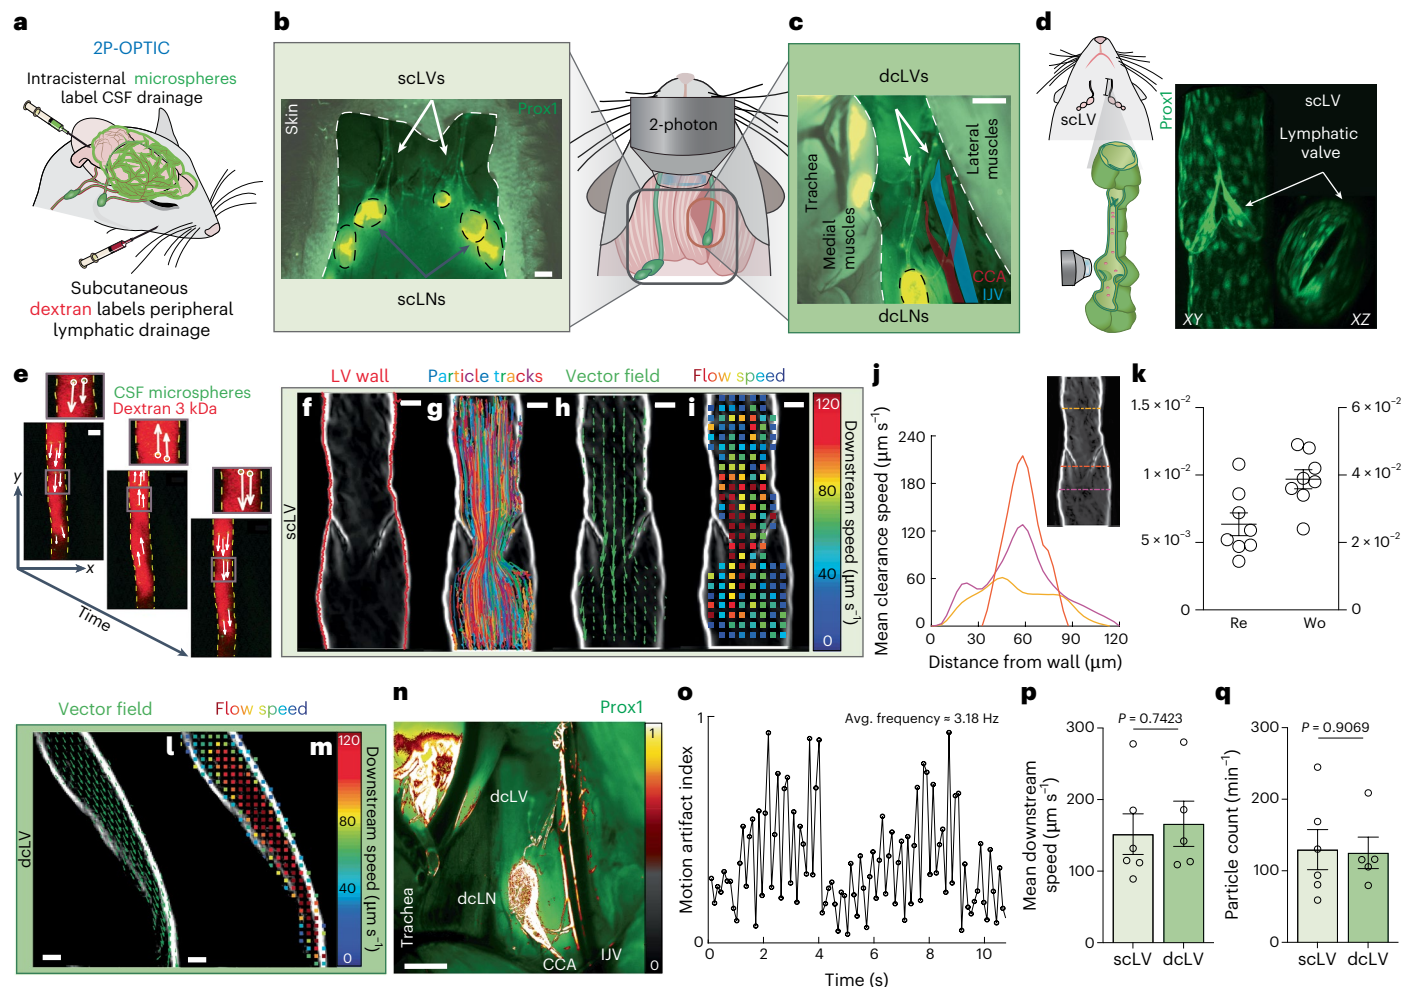 a
2P-OPTIC
Intracisternal microspheres
label CSF drainage
Subcutaneous
dextran labels peripheral
lymphatic drainage
b
scLVs
Skin
Prox1
scLNs
2-photon
c
dcLVs
Trachea
Medial
muscles
Lateral
muscles
CCA
IJV
dcLNs
d
scLV
Prox1
scLV
Lymphatic
valve
XY
XZ
e
CSF microspheres
Dextran 3 kDa
y
x
Time
LV wall
Particle tracks
Vector field
Flow speed
scLV
f
g
h
i
120
80
40
0
Downstream speed (µm s⁻¹)
j
Mean clearance speed (µm s⁻¹)
240
180
120
60
0
0
30
60
90
120
Distance from wall (µm)
k
1.5 × 10⁻²
1 × 10⁻²
5 × 10⁻³
0
6 × 10⁻²
4 × 10⁻²
2 × 10⁻²
0
Re
Wo
Vector field
Flow speed
dcLV
l
m
120
80
40
0
Downstream speed (µm s⁻¹)
n
Prox1
dcLV
dcLN
Trachea
CCA
IJV
1
0
o
Avg. frequency ≈ 3.18 Hz
Motion artifact index
1
0
0
2
4
6
8
10
Time (s)
p
P = 0.7423
Mean downstream
speed (µm s⁻¹)
300
200
100
0
scLV
dcLV
q
P = 0.9069
Particle count (min⁻¹)
300
200
100
0
scLV
dcLV